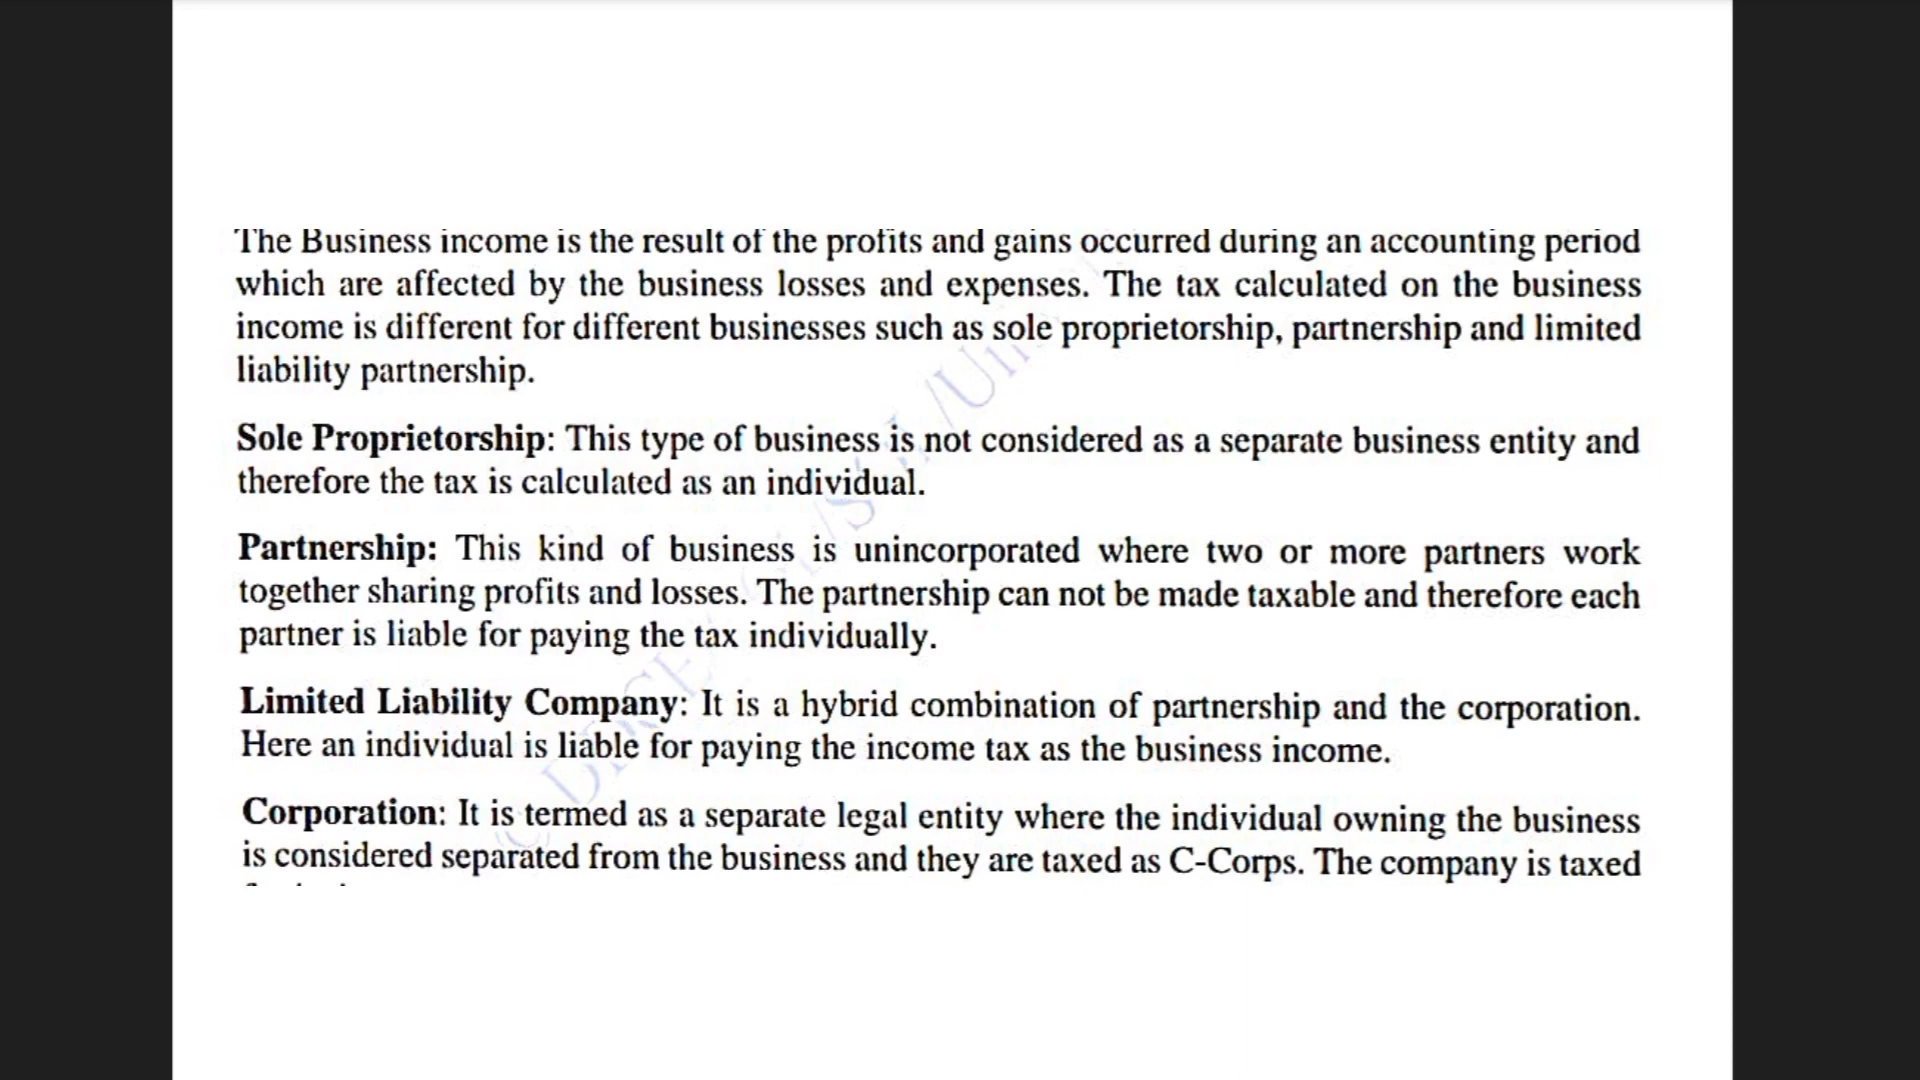 The Business income is the result of the profits and gains occurred during an accounting period
which are affected by the business losses and expenses. The tax calculated on the business
income is different for different businesses such as sole proprietorship, partnership and limited
liability partnership.
Sole Proprietorship: This type of business is not considered as a separate business entity and
therefore the tax is calculated as an individual.
Partnership: This kind of business is unincorporated where two or more partners work
together sharing profits and losses. The partnership can not be made taxable and therefore each
partner is liable for paying the tax individually.
Limited Liability Company: It is a hybrid combination of partnership and the corporation.
Here an individual is liable for paying the income tax as the business income.
Corporation: It is termed as a separate legal entity where the individual owning the business
is considered separated from the business and they are taxed as C-Corps. The company is taxed